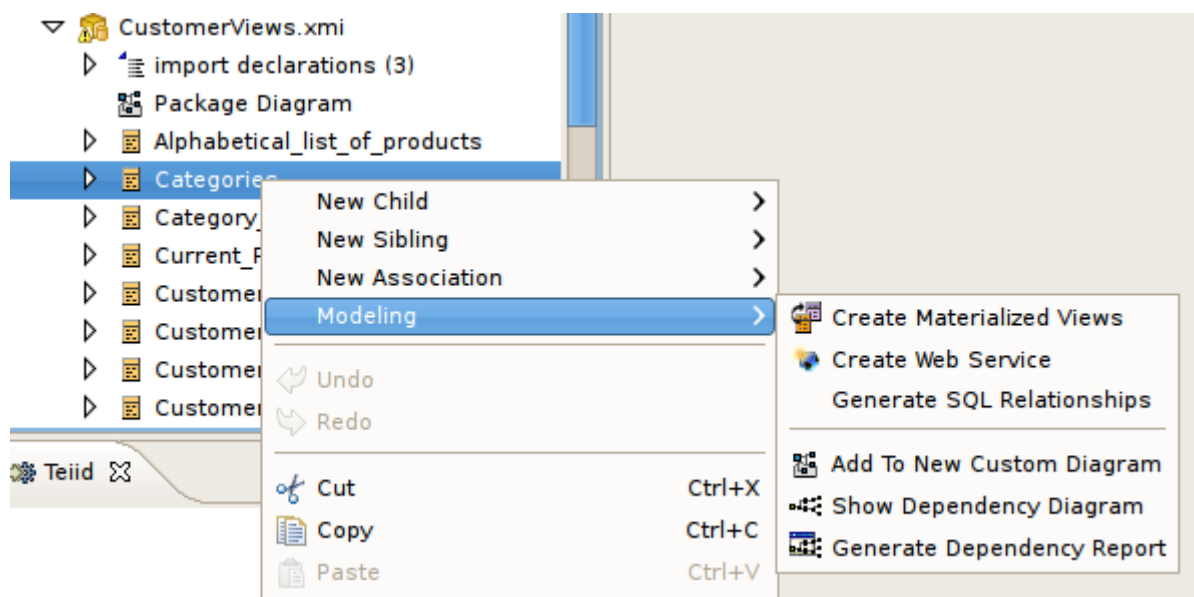 CustomerViews.xmi
import declarations (3)
Package Diagram
Alphabetical_list_of_products
Categories
Category_
Current_
Customer
Customer
Customer
Customer
Teiid
New Child
New Sibling
New Association
Modeling
Undo
Redo
Cut Ctrl+X
Copy Ctrl+C
Paste Ctrl+V
Create Materialized Views
Create Web Service
Generate SQL Relationships
Add To New Custom Diagram
Show Dependency Diagram
Generate Dependency Report